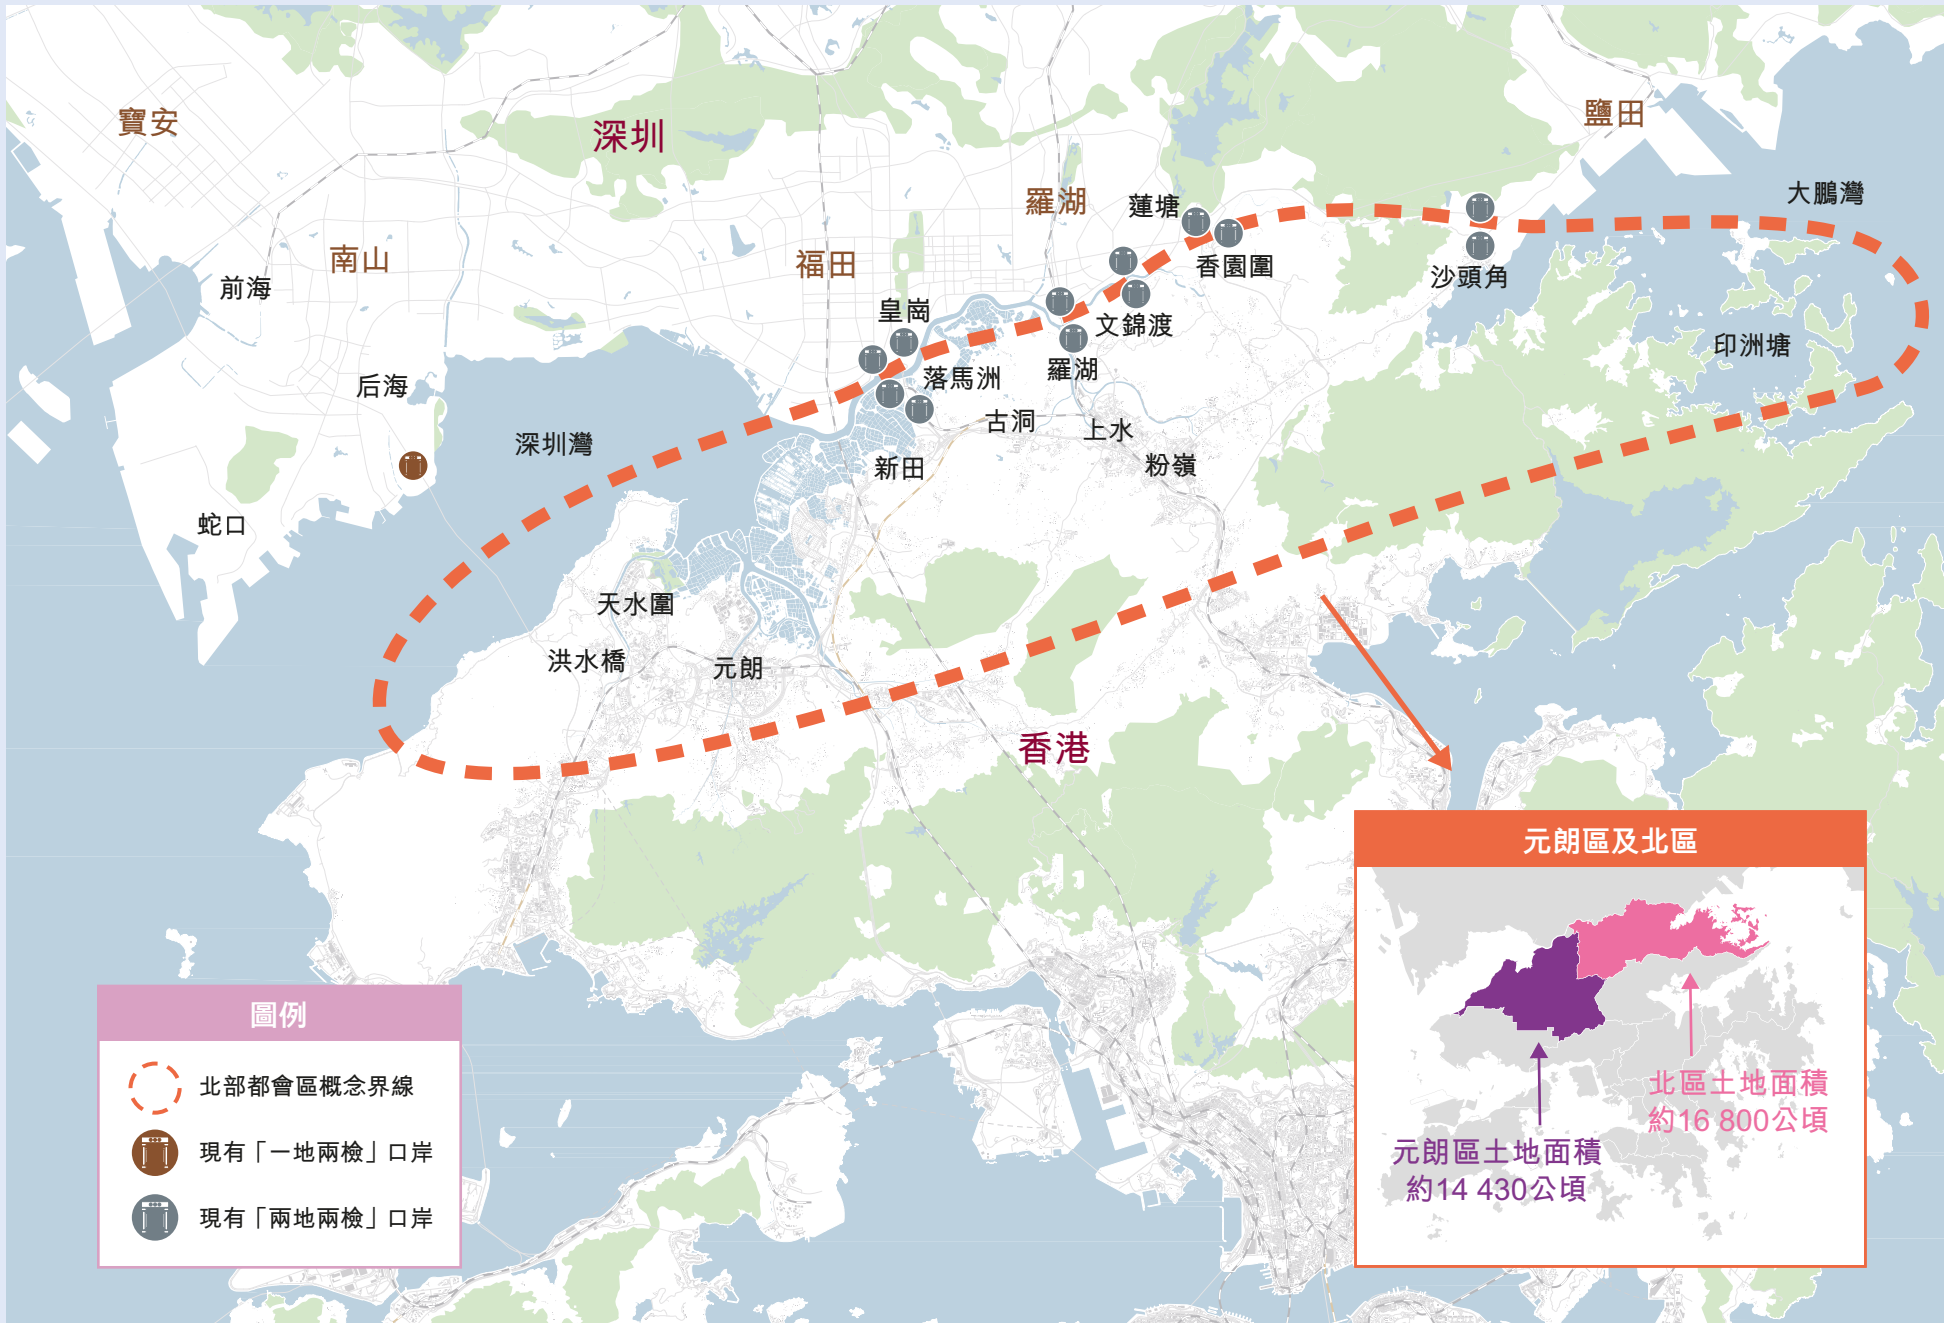 寶安
深圳
鹽田
大鵬灣
羅湖
蓮塘
南山
福田
前海
香園圍
沙頭角
皇崗
文錦渡
印洲塘
后海
落馬洲
羅湖
古洞
上水
深圳灣
新田
粉嶺
蛇口
天水圍
洪水橋
元朗
香港
元朗區及北區
北區土地面積
約16 800公頃
元朗區土地面積
約14 430公頃
圖例
北部都會區概念界線
現有「一地兩檢」口岸
現有「兩地兩檢」口岸